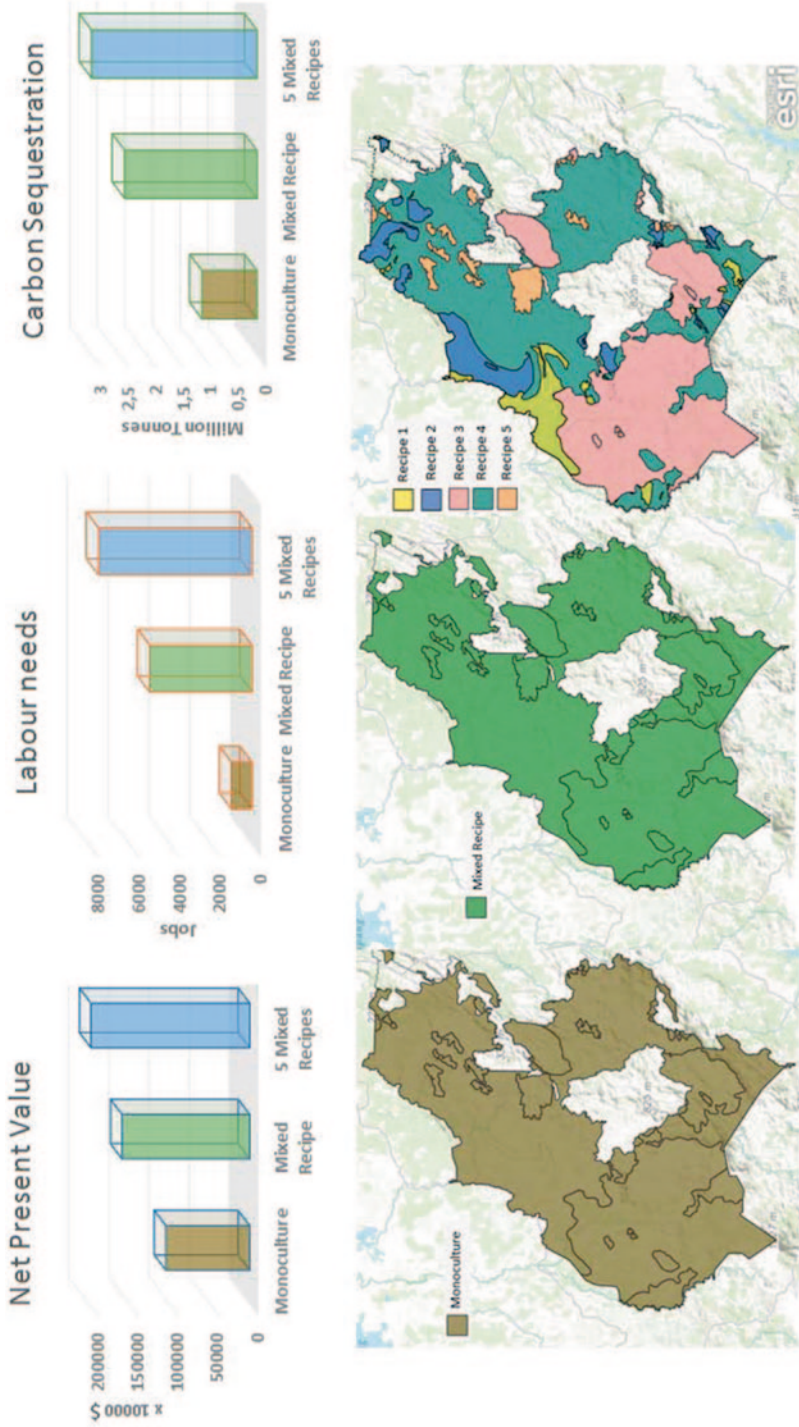 Net Present Value
x 10000 $
200000
150000
100000
50000
0
Monoculture
Mixed
Recipe
5 Mixed
Recipes
Labour needs
Jobs
8000
6000
4000
2000
0
Monoculture
Mixed Recipe
5 Mixed
Recipes
Carbon Sequestration
Million Tonnes
3
2,5
2
1,5
1
0,5
0
Monoculture
Mixed Recipe
5 Mixed
Recipes
Monoculture
Mixed Recipe
Recipe 1
Recipe 2
Recipe 3
Recipe 4
Recipe 5
esri